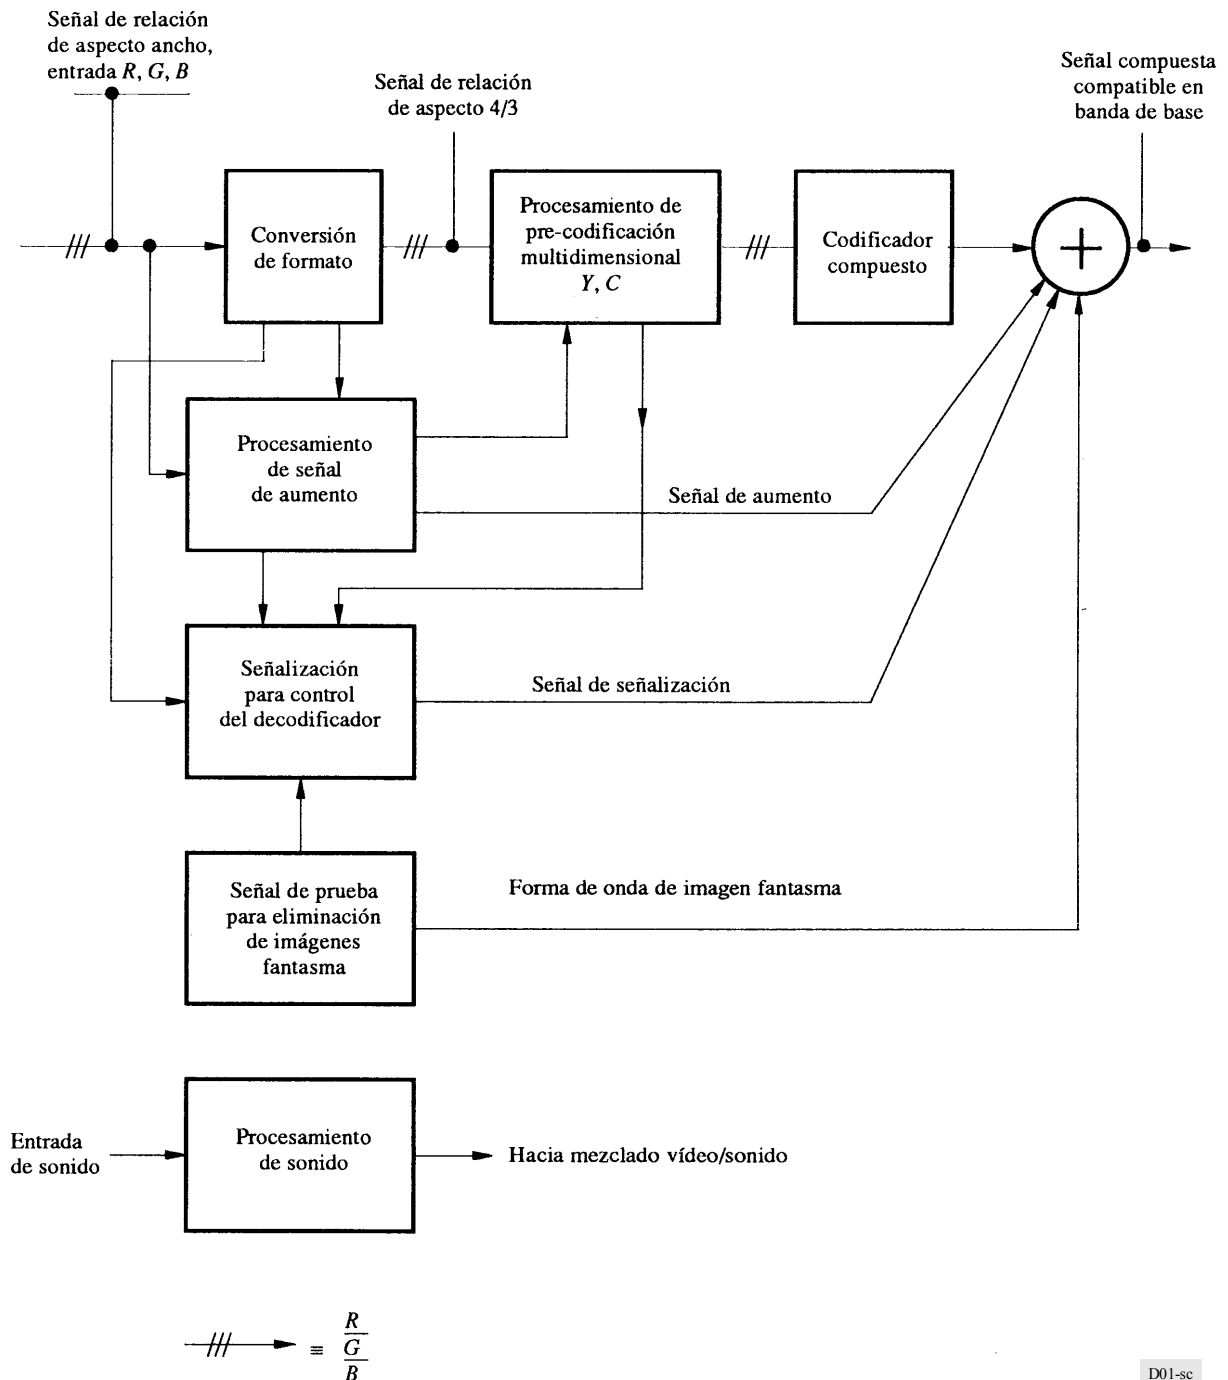 Señal de relación
de aspecto ancho,
entrada R, G, B
Señal de relación
de aspecto 4/3
Señal compuesta
compatible en
banda de base
Conversión
de formato
Procesamiento de
pre-codificación
multidimensional
Y, C
Codificador
compuesto
+
Procesamiento
de señal
de aumento
Señal de aumento
Señalización
para control
del decodificador
Señal de señalización
Señal de prueba
para eliminación
de imágenes
fantasma
Forma de onda de imagen fantasma
Entrada
de sonido
Procesamiento
de sonido
Hacia mezclado vídeo/sonido
≡
R
G
B
D01-sc